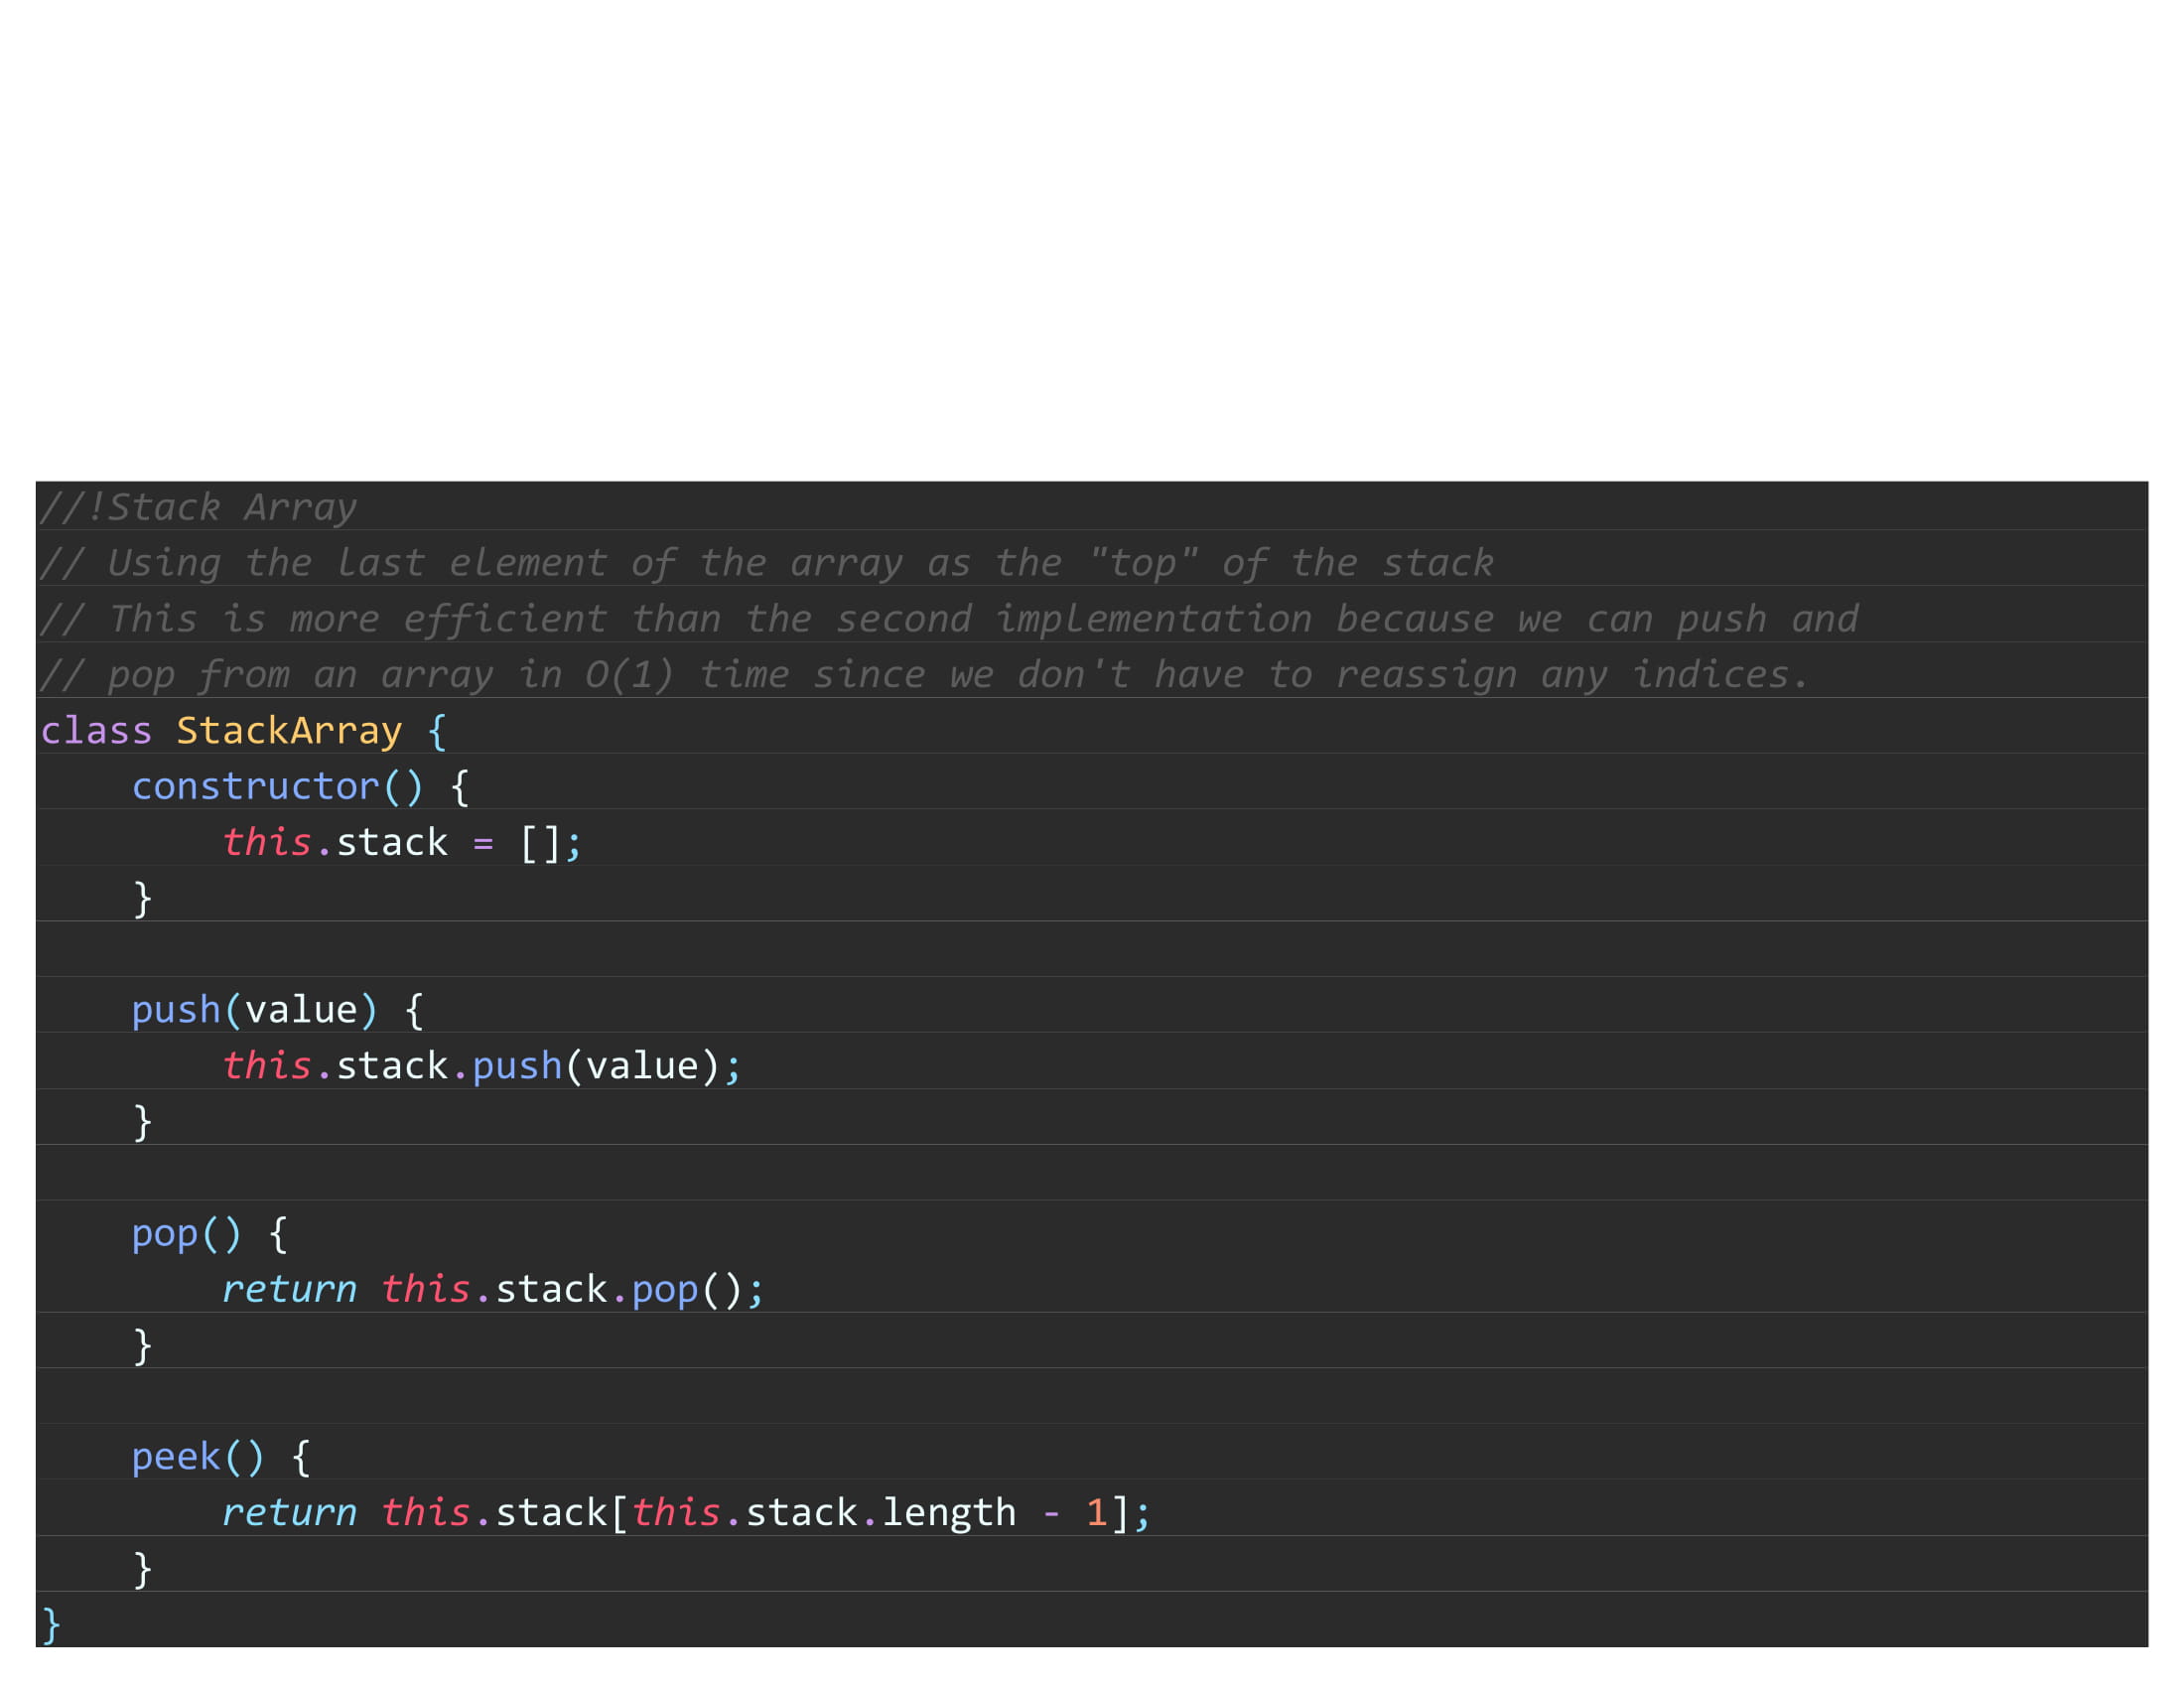 //!Stack Array
// Using the last element of the array as the "top" of the stack
// This is more efficient than the second implementation because we can push and
// pop from an array in O(1) time since we don't have to reassign any indices.
class StackArray {
    constructor() {
        this.stack = [];
    }

    push(value) {
        this.stack.push(value);
    }

    pop() {
        return this.stack.pop();
    }

    peek() {
        return this.stack[this.stack.length - 1];
    }
}